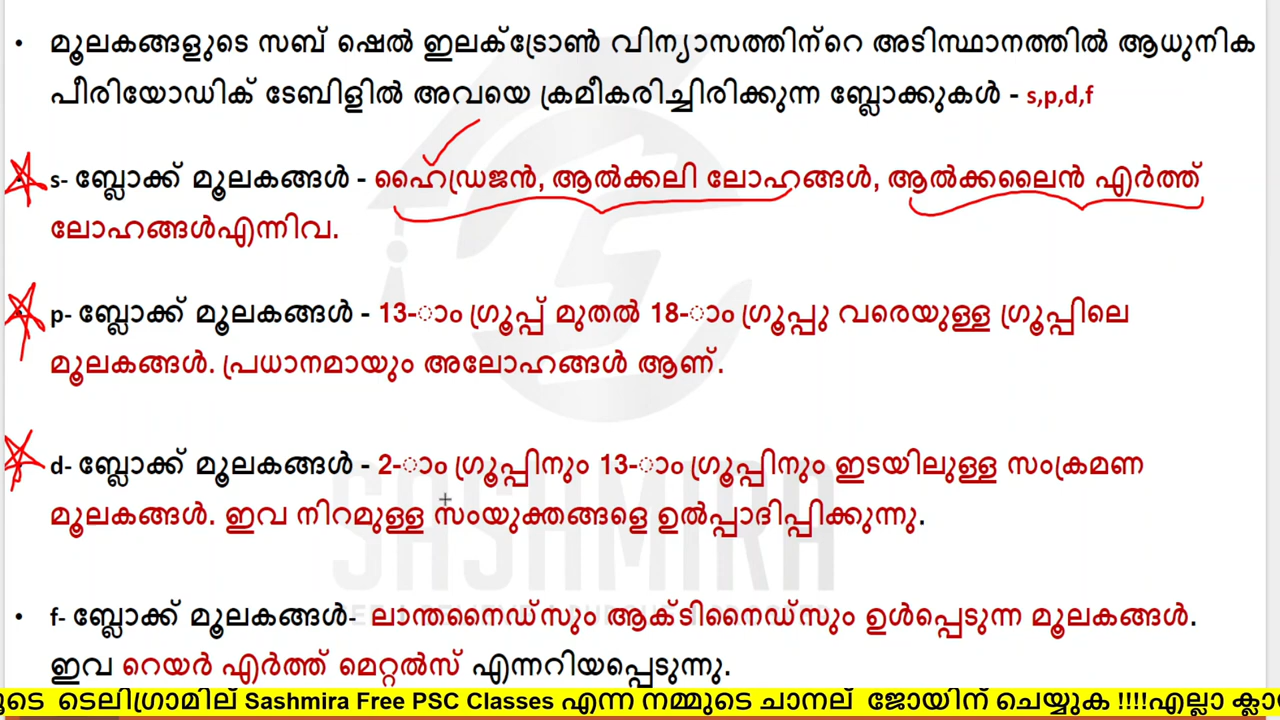 • മൂലകങ്ങളുടെ സബ് ഷെൽ ഇലക്ട്രോൺ വിന്യാസത്തിന്റെ അടിസ്ഥാനത്തിൽ ആധുനിക
പീരിയോഡിക് ടേബിളിൽ അവയെ ക്രമീകരിച്ചിരിക്കുന്ന ബ്ലോക്കുകൾ - s,p,d,f
s- ബ്ലോക്ക് മൂലകങ്ങൾ - ഹൈഡ്രജൻ, ആൽക്കലി ലോഹങ്ങൾ, ആൽക്കലൈൻ എർത്ത്
ലോഹങ്ങൾഎന്നിവ.
p- ബ്ലോക്ക് മൂലകങ്ങൾ - 13-ാം ഗ്രൂപ്പ് മുതൽ 18-ാം ഗ്രൂപ്പു വരെയുള്ള ഗ്രൂപ്പിലെ
മൂലകങ്ങൾ. പ്രധാനമായും അലോഹങ്ങൾ ആണ്.
d- ബ്ലോക്ക് മൂലകങ്ങൾ - 2-ാം ഗ്രൂപ്പിനും 13-ാം ഗ്രൂപ്പിനും ഇടയിലുള്ള സംക്രമണ
മൂലകങ്ങൾ. ഇവ നിറമുള്ള സംയുക്തങ്ങളെ ഉൽപ്പാദിപ്പിക്കുന്നു.
SASHMIRA
• f- ബ്ലോക്ക് മൂലകങ്ങൾ- ലാന്തനൈഡ്സും ആക്ടിനൈഡ്സും ഉൾപ്പെടുന്ന മൂലകങ്ങൾ.
ഇവ റെയർ എർത്ത് മെറ്റൽസ് എന്നറിയപ്പെടുന്നു.
ടെലിഗ്രാമില് Sashmira Free PSC Classes എന്ന നമ്മുടെ ചാനല് ജോയിന് ചെയ്യുക !!!!എല്ലാ